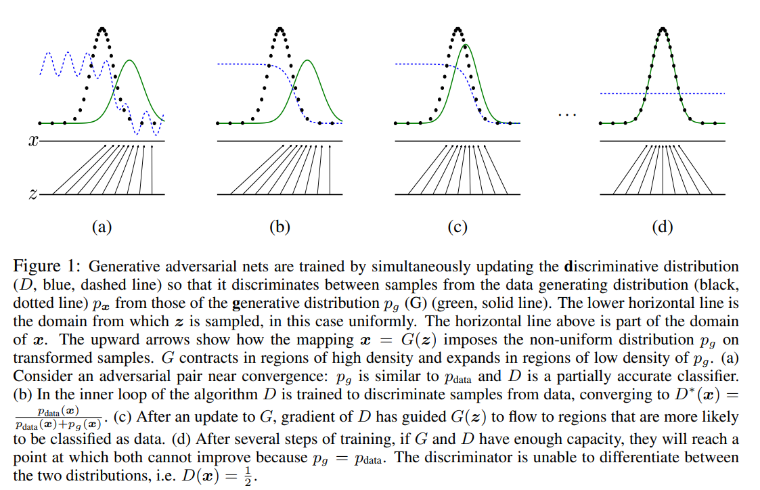 x
z
. . .
(a) (b) (c) (d)
Figure 1: Generative adversarial nets are trained by simultaneously updating the discriminative distribution
(D, blue, dashed line) so that it discriminates between samples from the data generating distribution (black,
dotted line) pₓ from those of the generative distribution p_g (G) (green, solid line). The lower horizontal line is
the domain from which z is sampled, in this case uniformly. The horizontal line above is part of the domain
of x. The upward arrows show how the mapping x = G(z) imposes the non-uniform distribution p_g on
transformed samples. G contracts in regions of high density and expands in regions of low density of p_g. (a)
Consider an adversarial pair near convergence: p_g is similar to p_data and D is a partially accurate classifier.
(b) In the inner loop of the algorithm D is trained to discriminate samples from data, converging to D*(x) =
p_data(x) / (p_data(x)+p_g(x)). (c) After an update to G, gradient of D has guided G(z) to flow to regions that are more likely
to be classified as data. (d) After several steps of training, if G and D have enough capacity, they will reach a
point at which both cannot improve because p_g = p_data. The discriminator is unable to differentiate between
the two distributions, i.e. D(x) = 1/2.